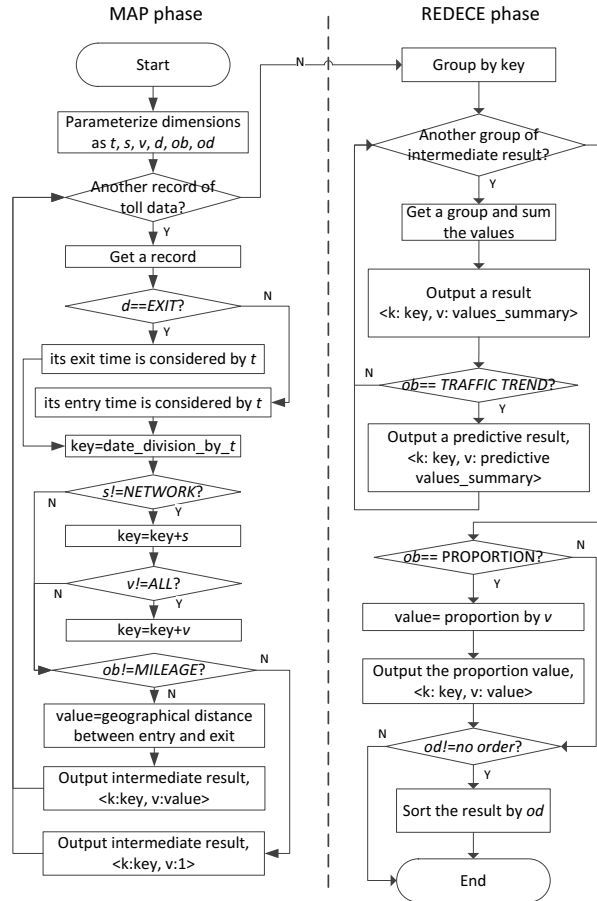 MAP phase
Start
Parameterize dimensions
as t, s, v, d, ob, od
Another record of
toll data?
N
Y
Get a record
d==EXIT?
N
Y
its exit time is considered by t
its entry time is considered by t
key=date_division_by_t
s!=NETWORK?
N
Y
key=key+s
v!=ALL?
N
Y
key=key+v
ob!=MILEAGE?
N
N
value=geographical distance
between entry and exit
Output intermediate result,
<k:key, v:value>
Output intermediate result,
<k:key, v:1>
REDECE phase
Group by key
Another group of
intermediate result?
Y
Get a group and sum
the values
Output a result
<k: key, v: values_summary>
N
ob== TRAFFIC TREND?
Y
Output a predictive result,
<k: key, v: predictive
values_summary>
ob== PROPORTION?
N
Y
value= proportion by v
Output the proportion value,
<k: key, v: value>
N
od!=no order?
Y
Sort the result by od
End